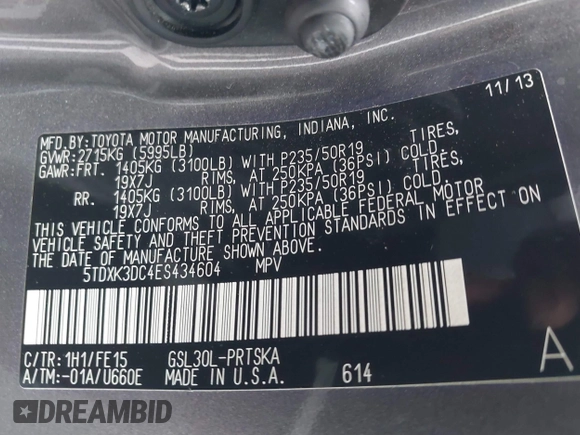 11/13
MFD.BY:TOYOTA MOTOR MANUFACTURING, INDIANA, INC.
GVWR:2715KG (5995LB)
GAWR:FRT. 1405KG (3100LB) WITH P235/50R19 TIRES,
19X7J RIMS, AT 250KPA (36PSI) COLD.
RR. 1405KG (3100LB) WITH P235/50R19 TIRES,
19X7J RIMS, AT 250KPA (36PSI) COLD.
THIS VEHICLE CONFORMS TO ALL APPLICABLE FEDERAL MOTOR
VEHICLE SAFETY AND THEFT PREVENTION STANDARDS IN EFFECT ON
THE DATE OF MANUFACTURE SHOWN ABOVE.
5TDXK3DC4ES434604 MPV
C/TR:1H1/FE15 GSL30L-PRTSKA
A/TM:-01A/U660E MADE IN U.S.A. 614
A
DREAMBID